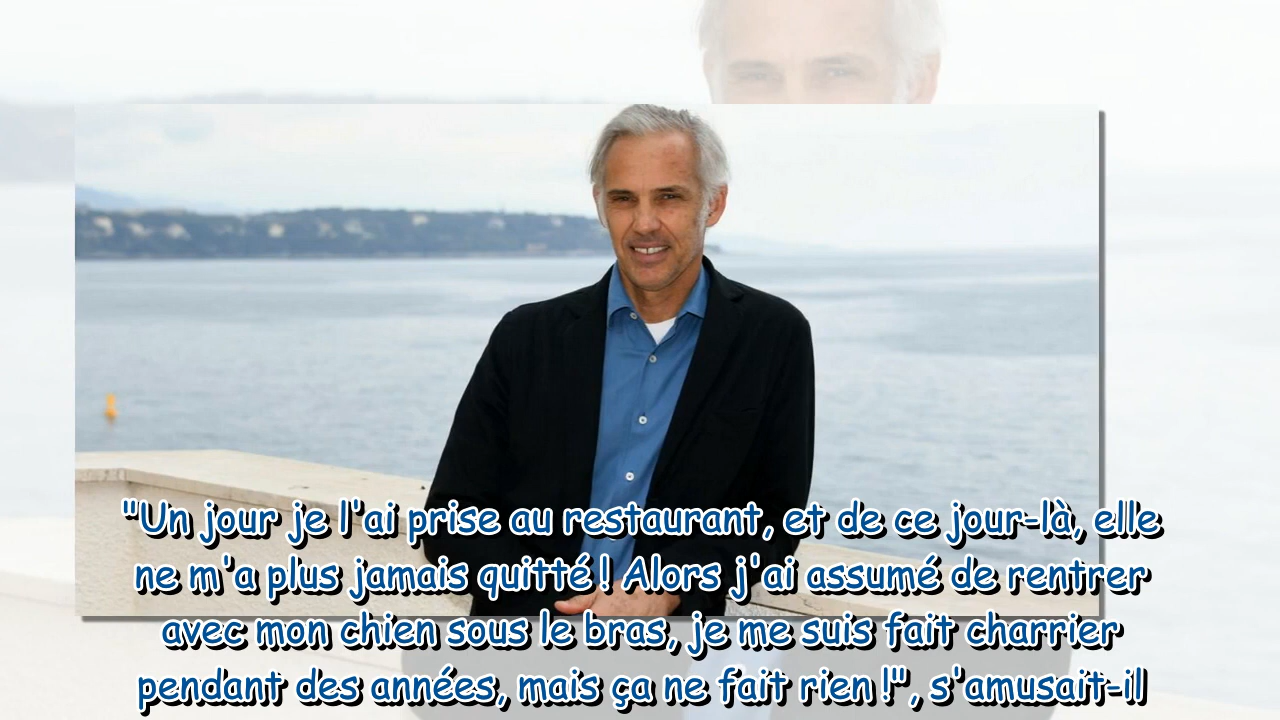 "Un jour je l'ai prise au restaurant, et de ce jour-là, elle
ne m'a plus jamais quitté ! Alors j'ai assumé de rentrer
avec mon chien sous le bras, je me suis fait charrier
pendant des années, mais ça ne fait rien !", s'amusait-il